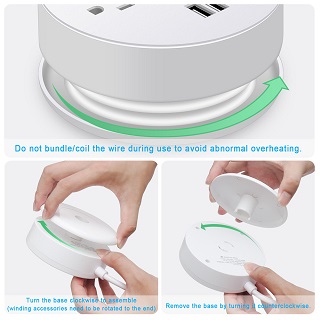 Do not bundle/coil the wire during use to avoid abnormal overheating.
Turn the base clockwise to assemble
(winding accessories need to be rotated to the end)
Remove the base by turning it counterclockwise.